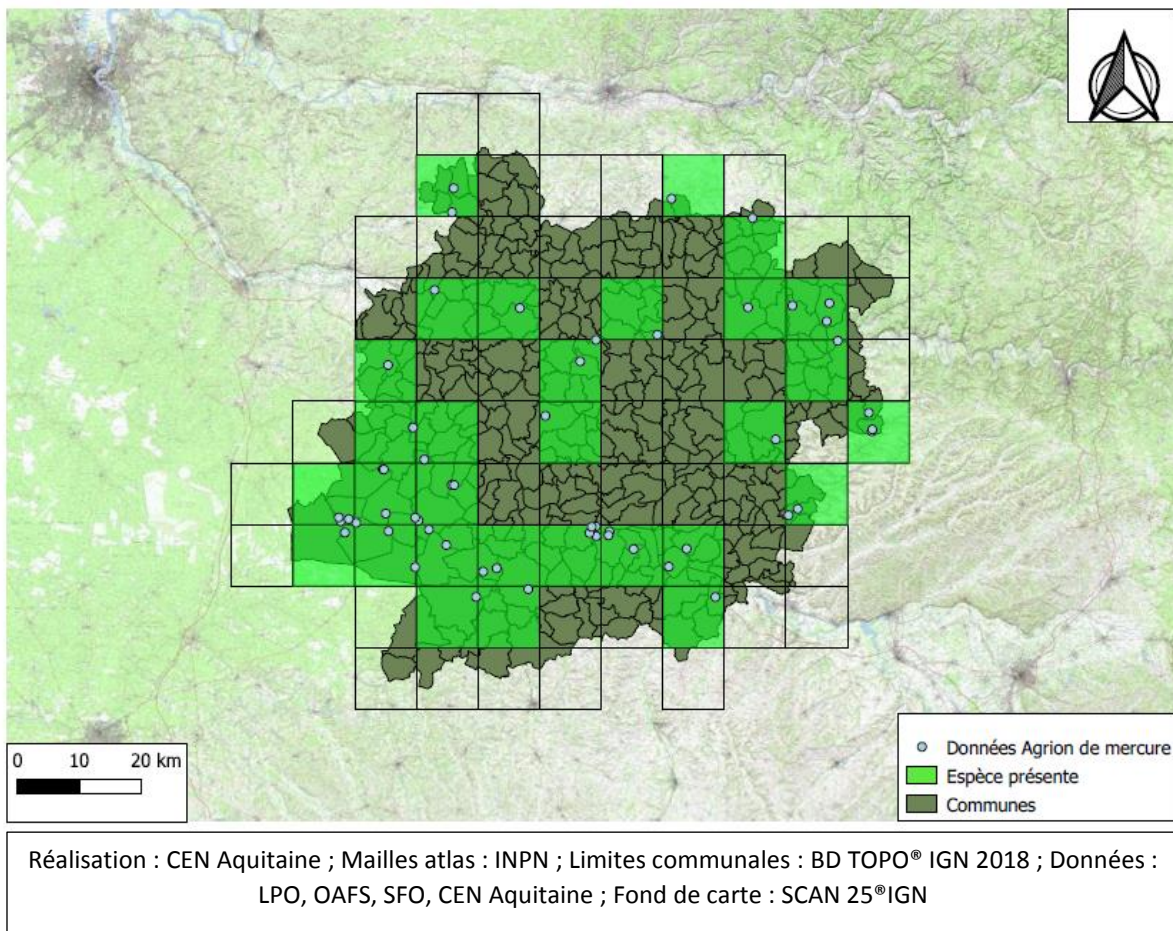 0 10 20 km
Données Agrion de mercure
Espèce présente
Communes
Réalisation : CEN Aquitaine ; Mailles atlas : INPN ; Limites communales : BD TOPO® IGN 2018 ; Données :
LPO, OAFS, SFO, CEN Aquitaine ; Fond de carte : SCAN 25®IGN